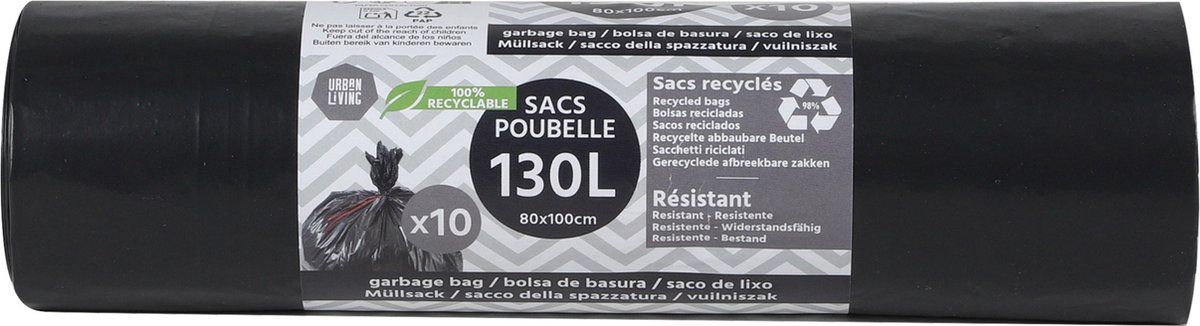 PAP
Ne pas laisser à la portée des enfants
Keep out of the reach of children
Fuera del alcance de los niños
Buiten bereik van kinderen bewaren
130L
80x100cm
x10
garbage bag / bolsa de basura / saco de lixo
Müllsack / sacco della spazzatura / vuilniszak
URBAN
LIVING
100%
RECYCLABLE
SACS
POUBELLE
130L
80x100cm
x10
Sacs recyclés
Recycled bags
Bolsas recicladas
Sacos reciclados
Recycelte abbaubare Beutel
Sacchetti riciclati
Gerecyclede afbreekbare zakken
98%
Résistant
Resistant - Resistente
Resistente - Widerstandsfähig
Resistente - Bestand
garbage bag / bolsa de basura / saco de lixo
Müllsack / sacco della spazzatura / vuilniszak